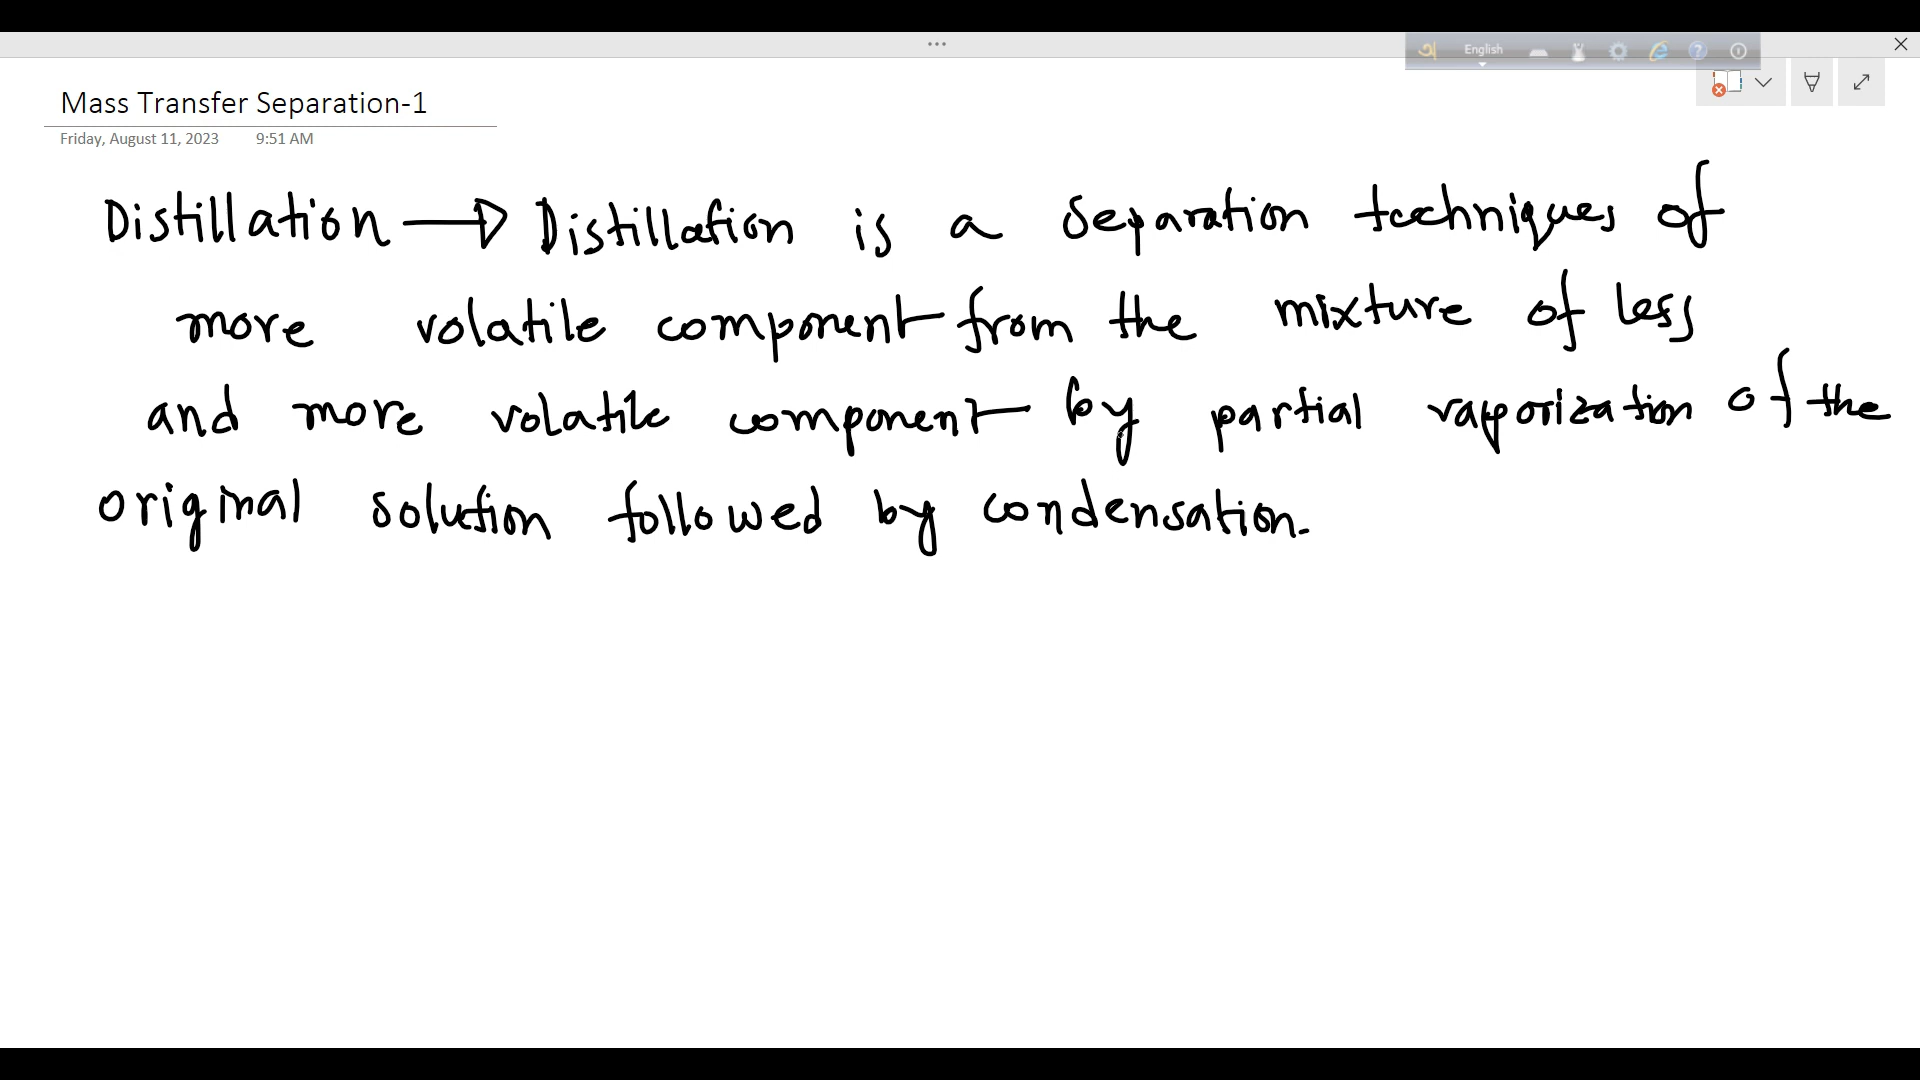 English
Mass Transfer Separation-1
Friday, August 11, 2023 9:51 AM
Distillation → Distillation is a separation techniques of
more volatile component from the mixture of less
and more volatile component by partial vaporization of the
original solution followed by condensation.